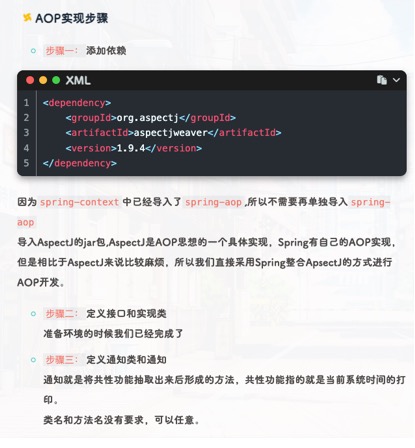 AOP实现步骤
步骤一： 添加依赖
XML
1 <dependency>
2     <groupId>org.aspectj</groupId>
3     <artifactId>aspectjweaver</artifactId>
4     <version>1.9.4</version>
5 </dependency>
因为 spring-context 中已经导入了 spring-aop ,所以不需要再单独导入 spring-
aop
导入AspectJ的jar包,AspectJ是AOP思想的一个具体实现，Spring有自己的AOP实现，
但是相比于AspectJ来说比较麻烦，所以我们直接采用Spring整合ApsectJ的方式进行
AOP开发。
步骤二： 定义接口和实现类
准备环境的时候我们已经完成了
步骤三： 定义通知类和通知
通知就是将共性功能抽取出来后形成的方法，共性功能指的就是当前系统时间的打
印。
类名和方法名没有要求，可以任意。